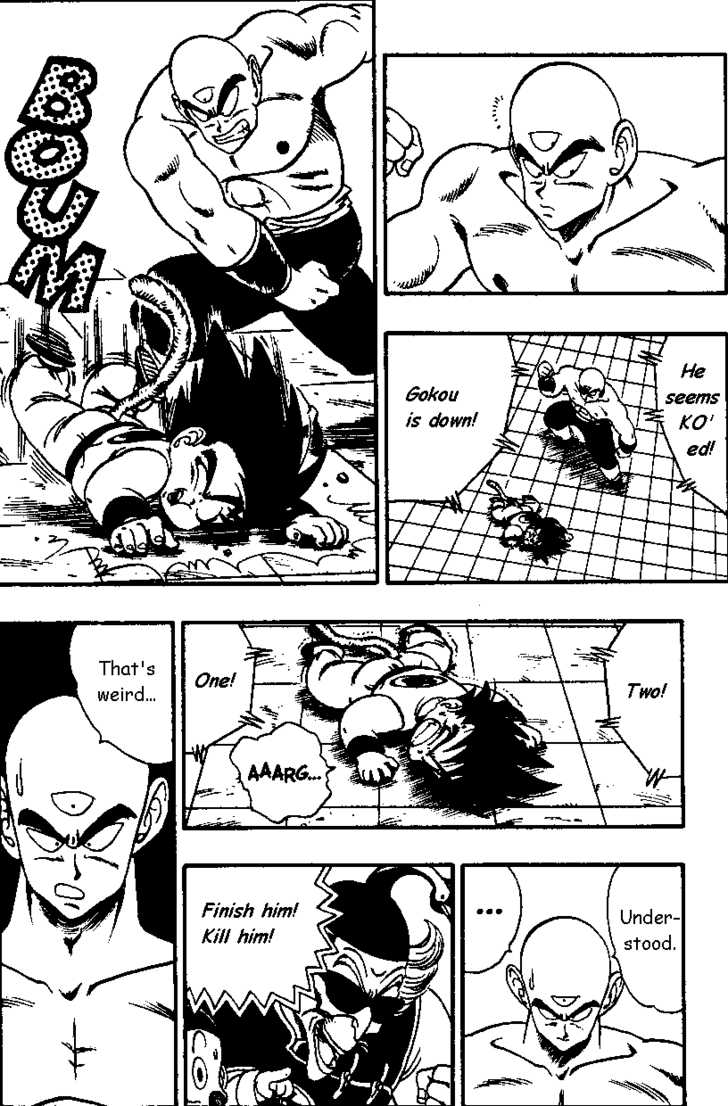 BOUM
Gokou
is down!
He
seems
KO'
ed!
That's
weird...
One!
AAARG...
Two!
Finish him!
Kill him!
...
Under-
stood.